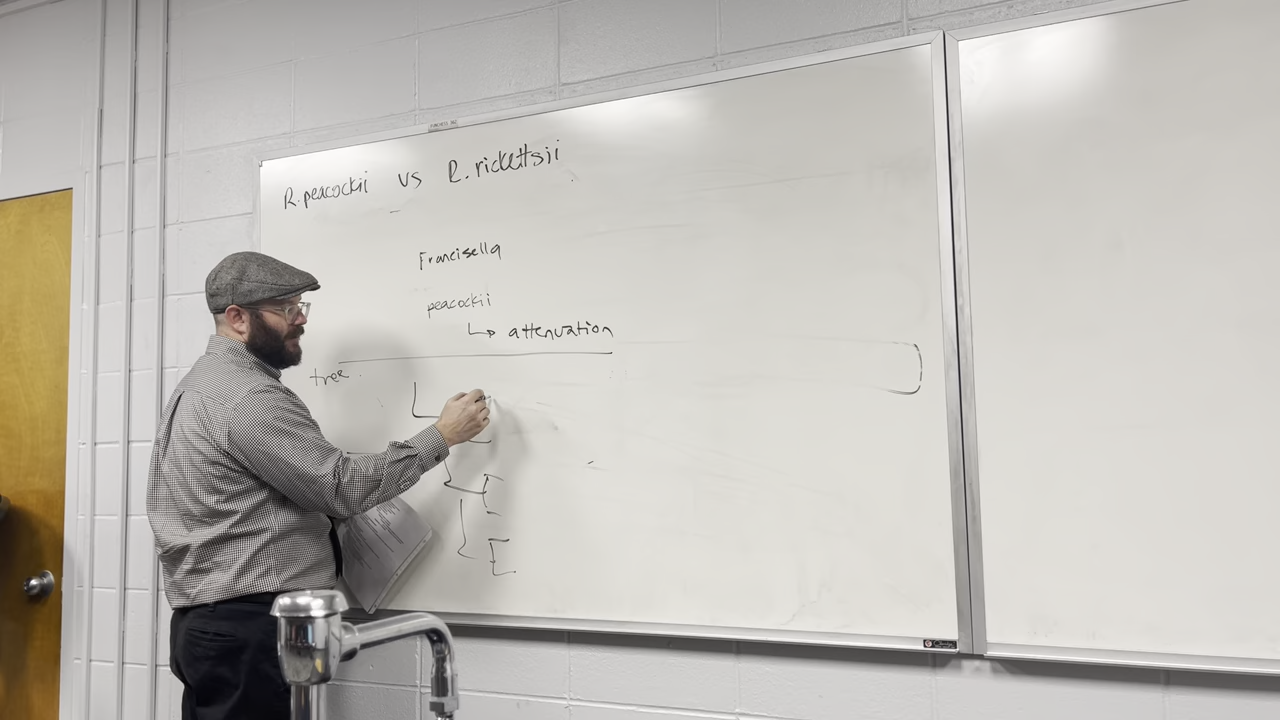 R. peacockii vs R. rickettsii
Francisella
peacockii
↳ attenuation
tree